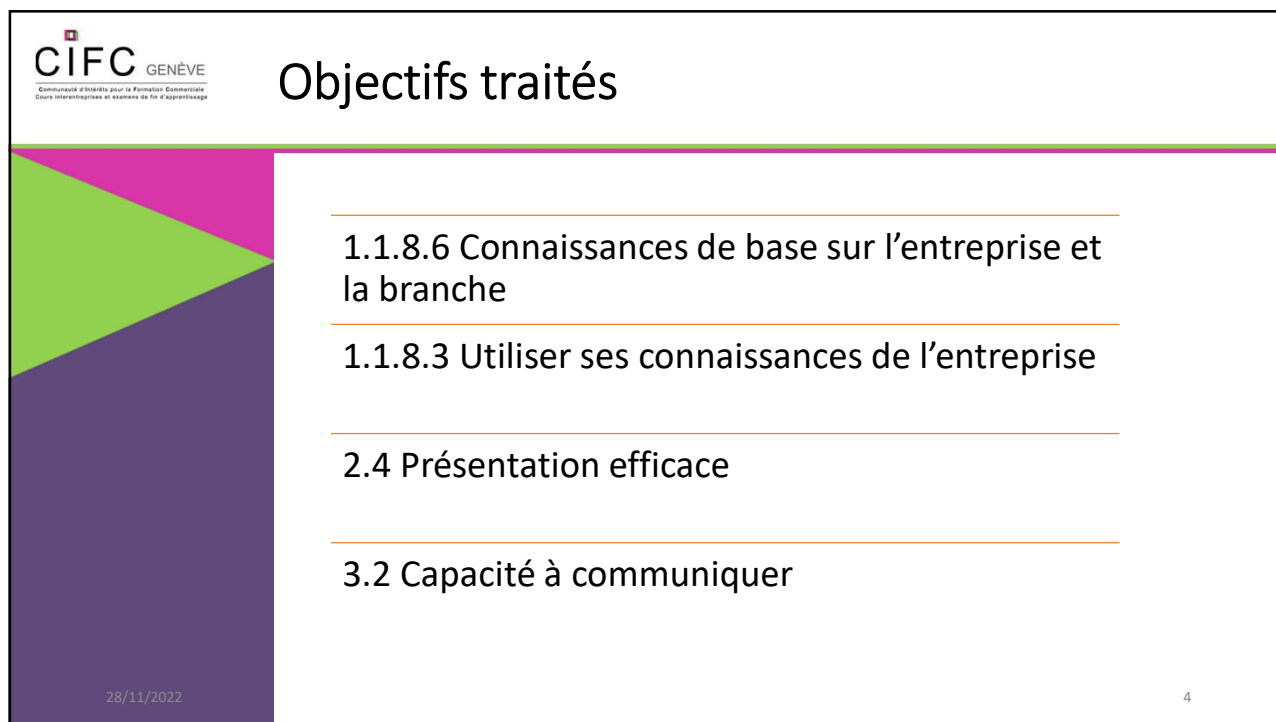 CIFC GENÈVE
Communauté d'Intérêts pour la Formation Commerciale
Cours interentreprises et examens de fin d'apprentissage
Objectifs traités
1.1.8.6 Connaissances de base sur l’entreprise et
la branche
1.1.8.3 Utiliser ses connaissances de l’entreprise
2.4 Présentation efficace
3.2 Capacité à communiquer
28/11/2022
4